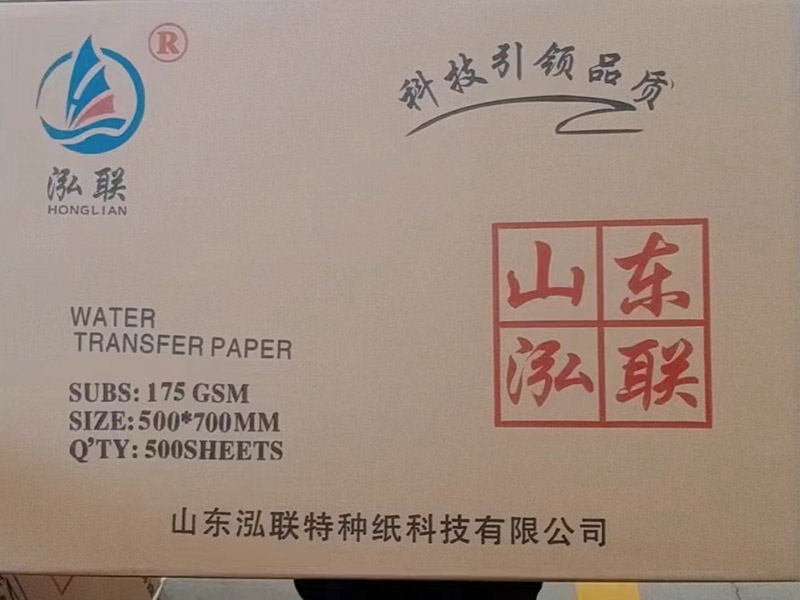 ®
科技引领品质
泓联
HONGLIAN
山东
泓联
WATER
TRANSFER PAPER
SUBS: 175 GSM
SIZE: 500*700MM
Q’TY: 500SHEETS
山东泓联特种纸科技有限公司